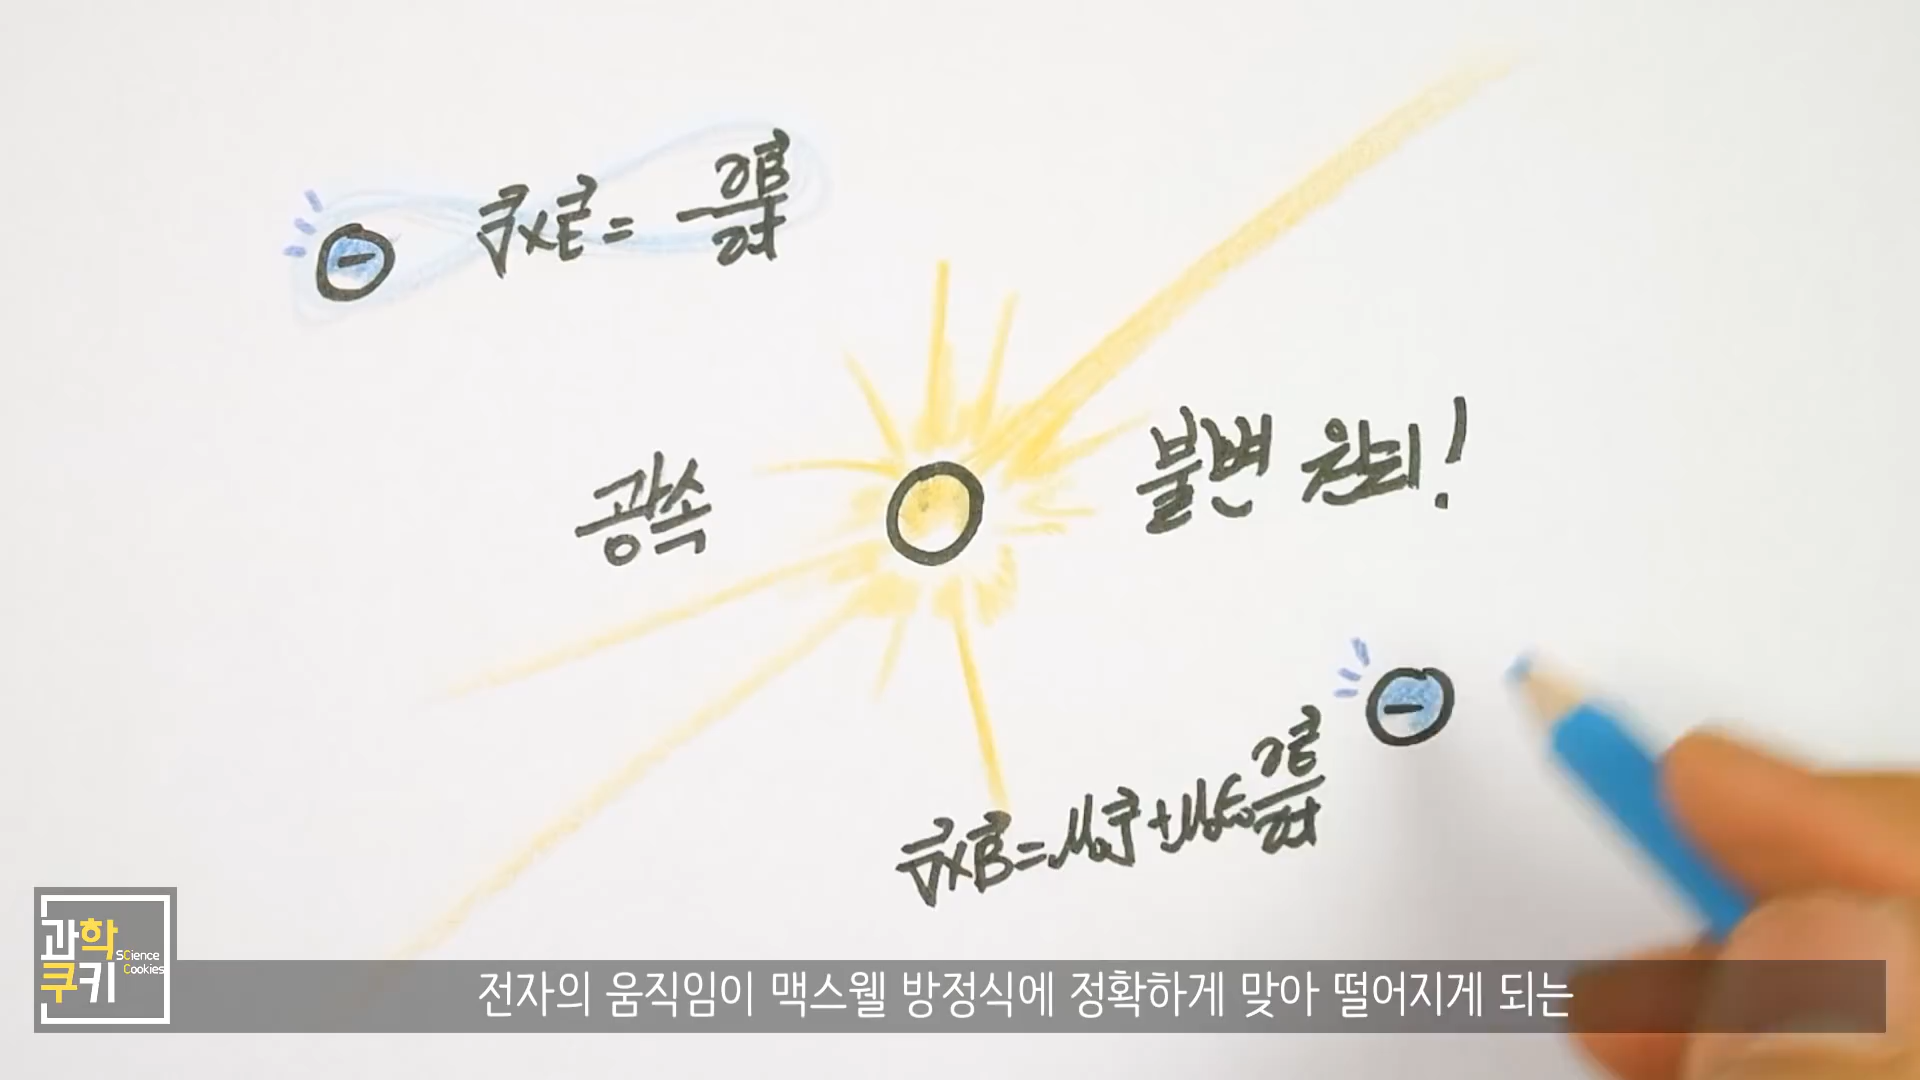 ∇⃗×E⃗ = -∂B⃗/∂t
광속 불변 원리!
∇⃗×B⃗=μ₀J⃗+μ₀ε₀∂E⃗/∂t
과학
쿠키
Science
Cookies
전자의 움직임이 맥스웰 방정식에 정확하게 맞아 떨어지게 되는